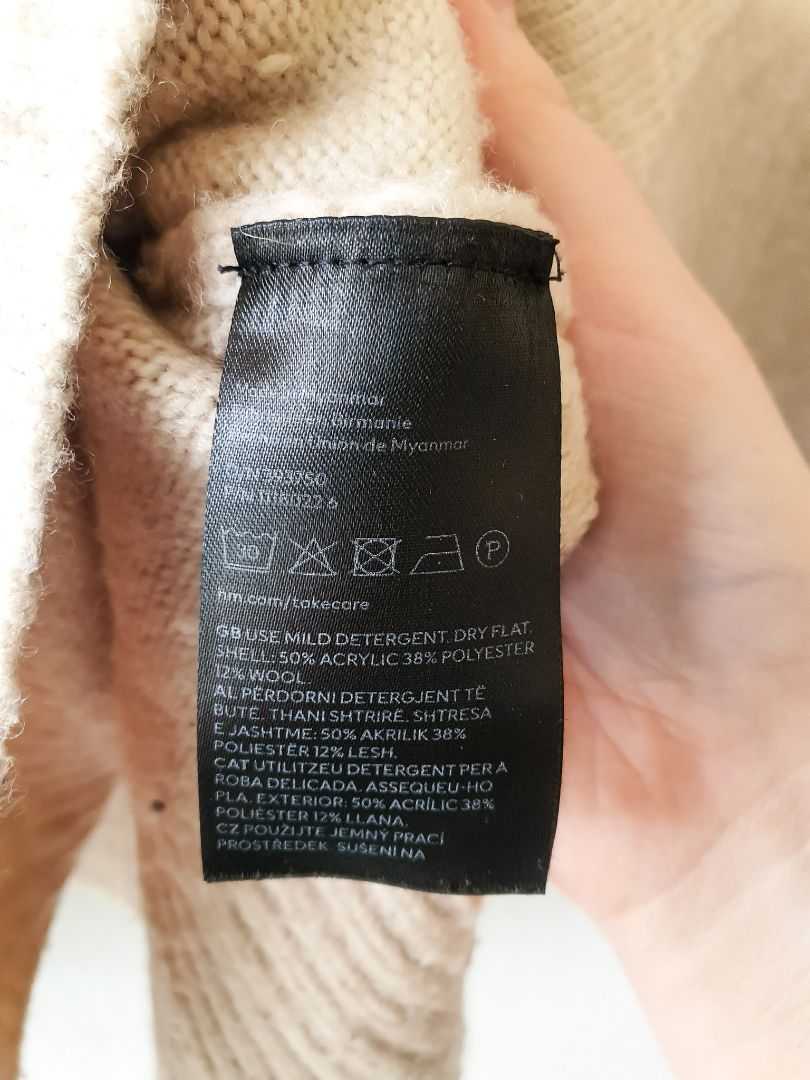 Myanmar
Birmanie
Union de Myanmar
30
P
hm.com/takecare
GB USE MILD DETERGENT. DRY FLAT.
SHELL: 50% ACRYLIC 38% POLYESTER
12% WOOL.
AL PËRDORNI DETERGJENT TË
BUTË. THANI SHTRIRË. SHTRESA
E JASHTME: 50% AKRILIK 38%
POLIESTËR 12% LESH.
CAT UTILITZEU DETERGENT PER A
ROBA DELICADA. ASSEQUEU-HO
PLA. EXTERIOR: 50% ACRÍLIC 38%
POLIÈSTER 12% LLANA.
CZ POUŽIJTE JEMNÝ PRACÍ
PROSTŘEDEK. SUŠENÍ NA